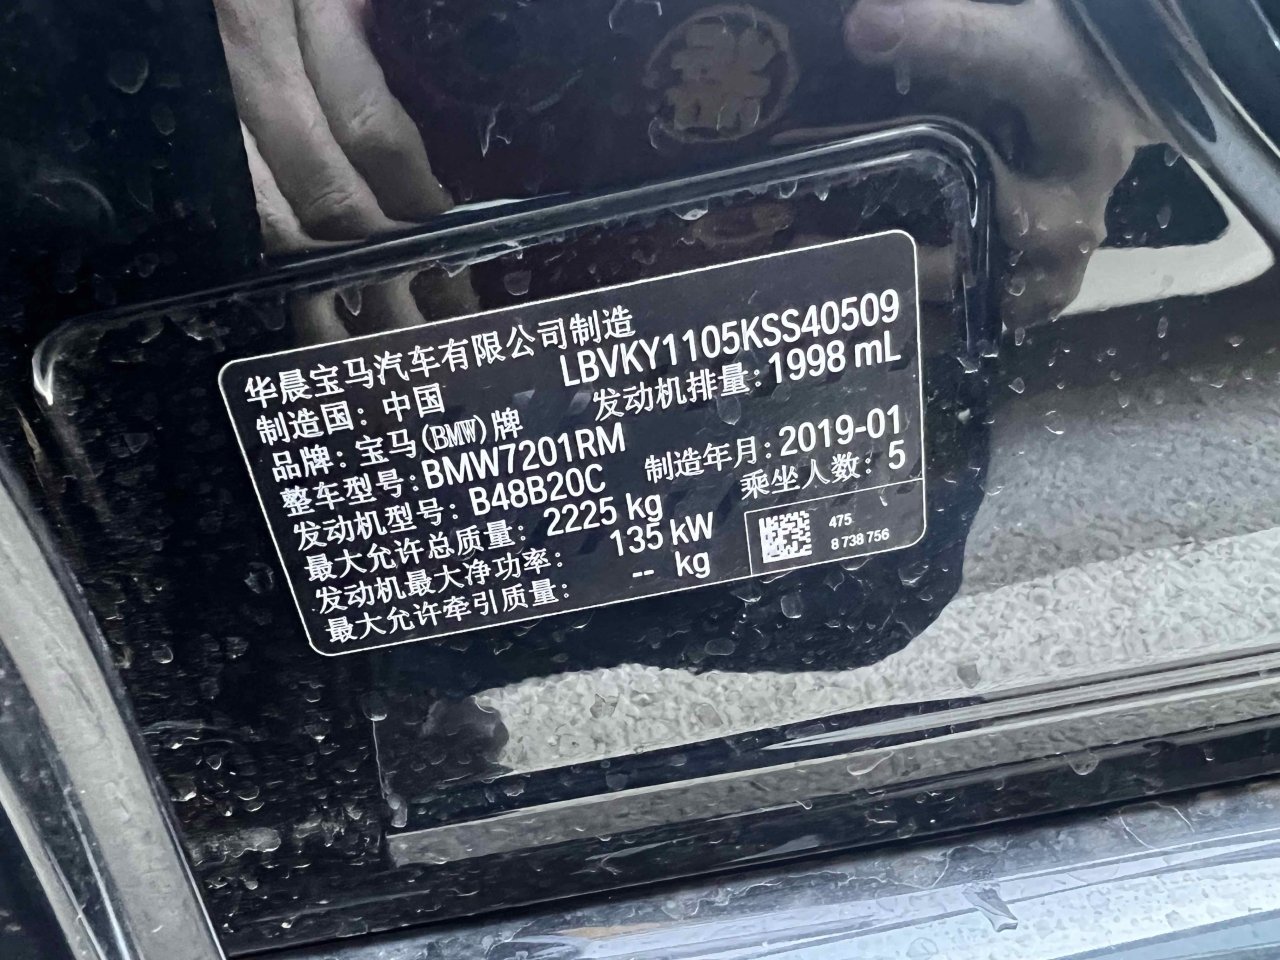 华晨宝马汽车有限公司制造
制造国：中国 LBVKY1105KSS40509
品牌：宝马(BMW)牌 发动机排量：1998 mL
整车型号：BMW7201RM
发动机型号：B48B20C 制造年月：2019-01
最大允许总质量：2225 kg 乘坐人数：5
发动机最大净功率：135 kW
最大允许牵引质量：-- kg
475
8 738 756